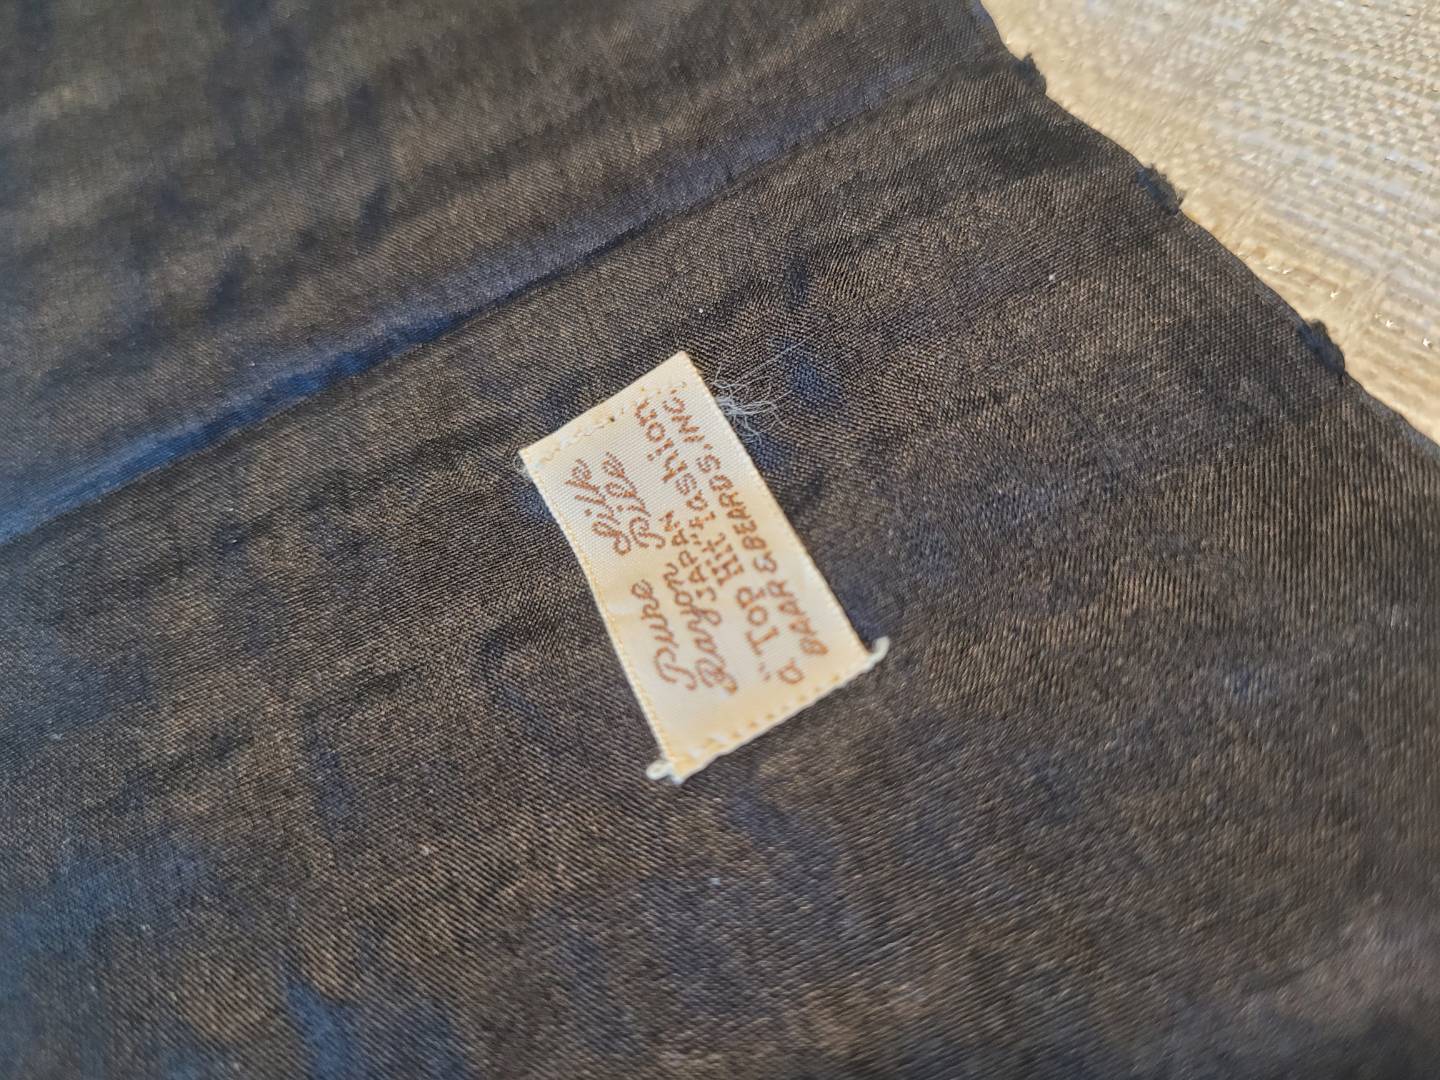 Pure Silk
Rayon Pile
JAPAN
a "Top Hit" fashion
BAAR & BEARDS, INC.